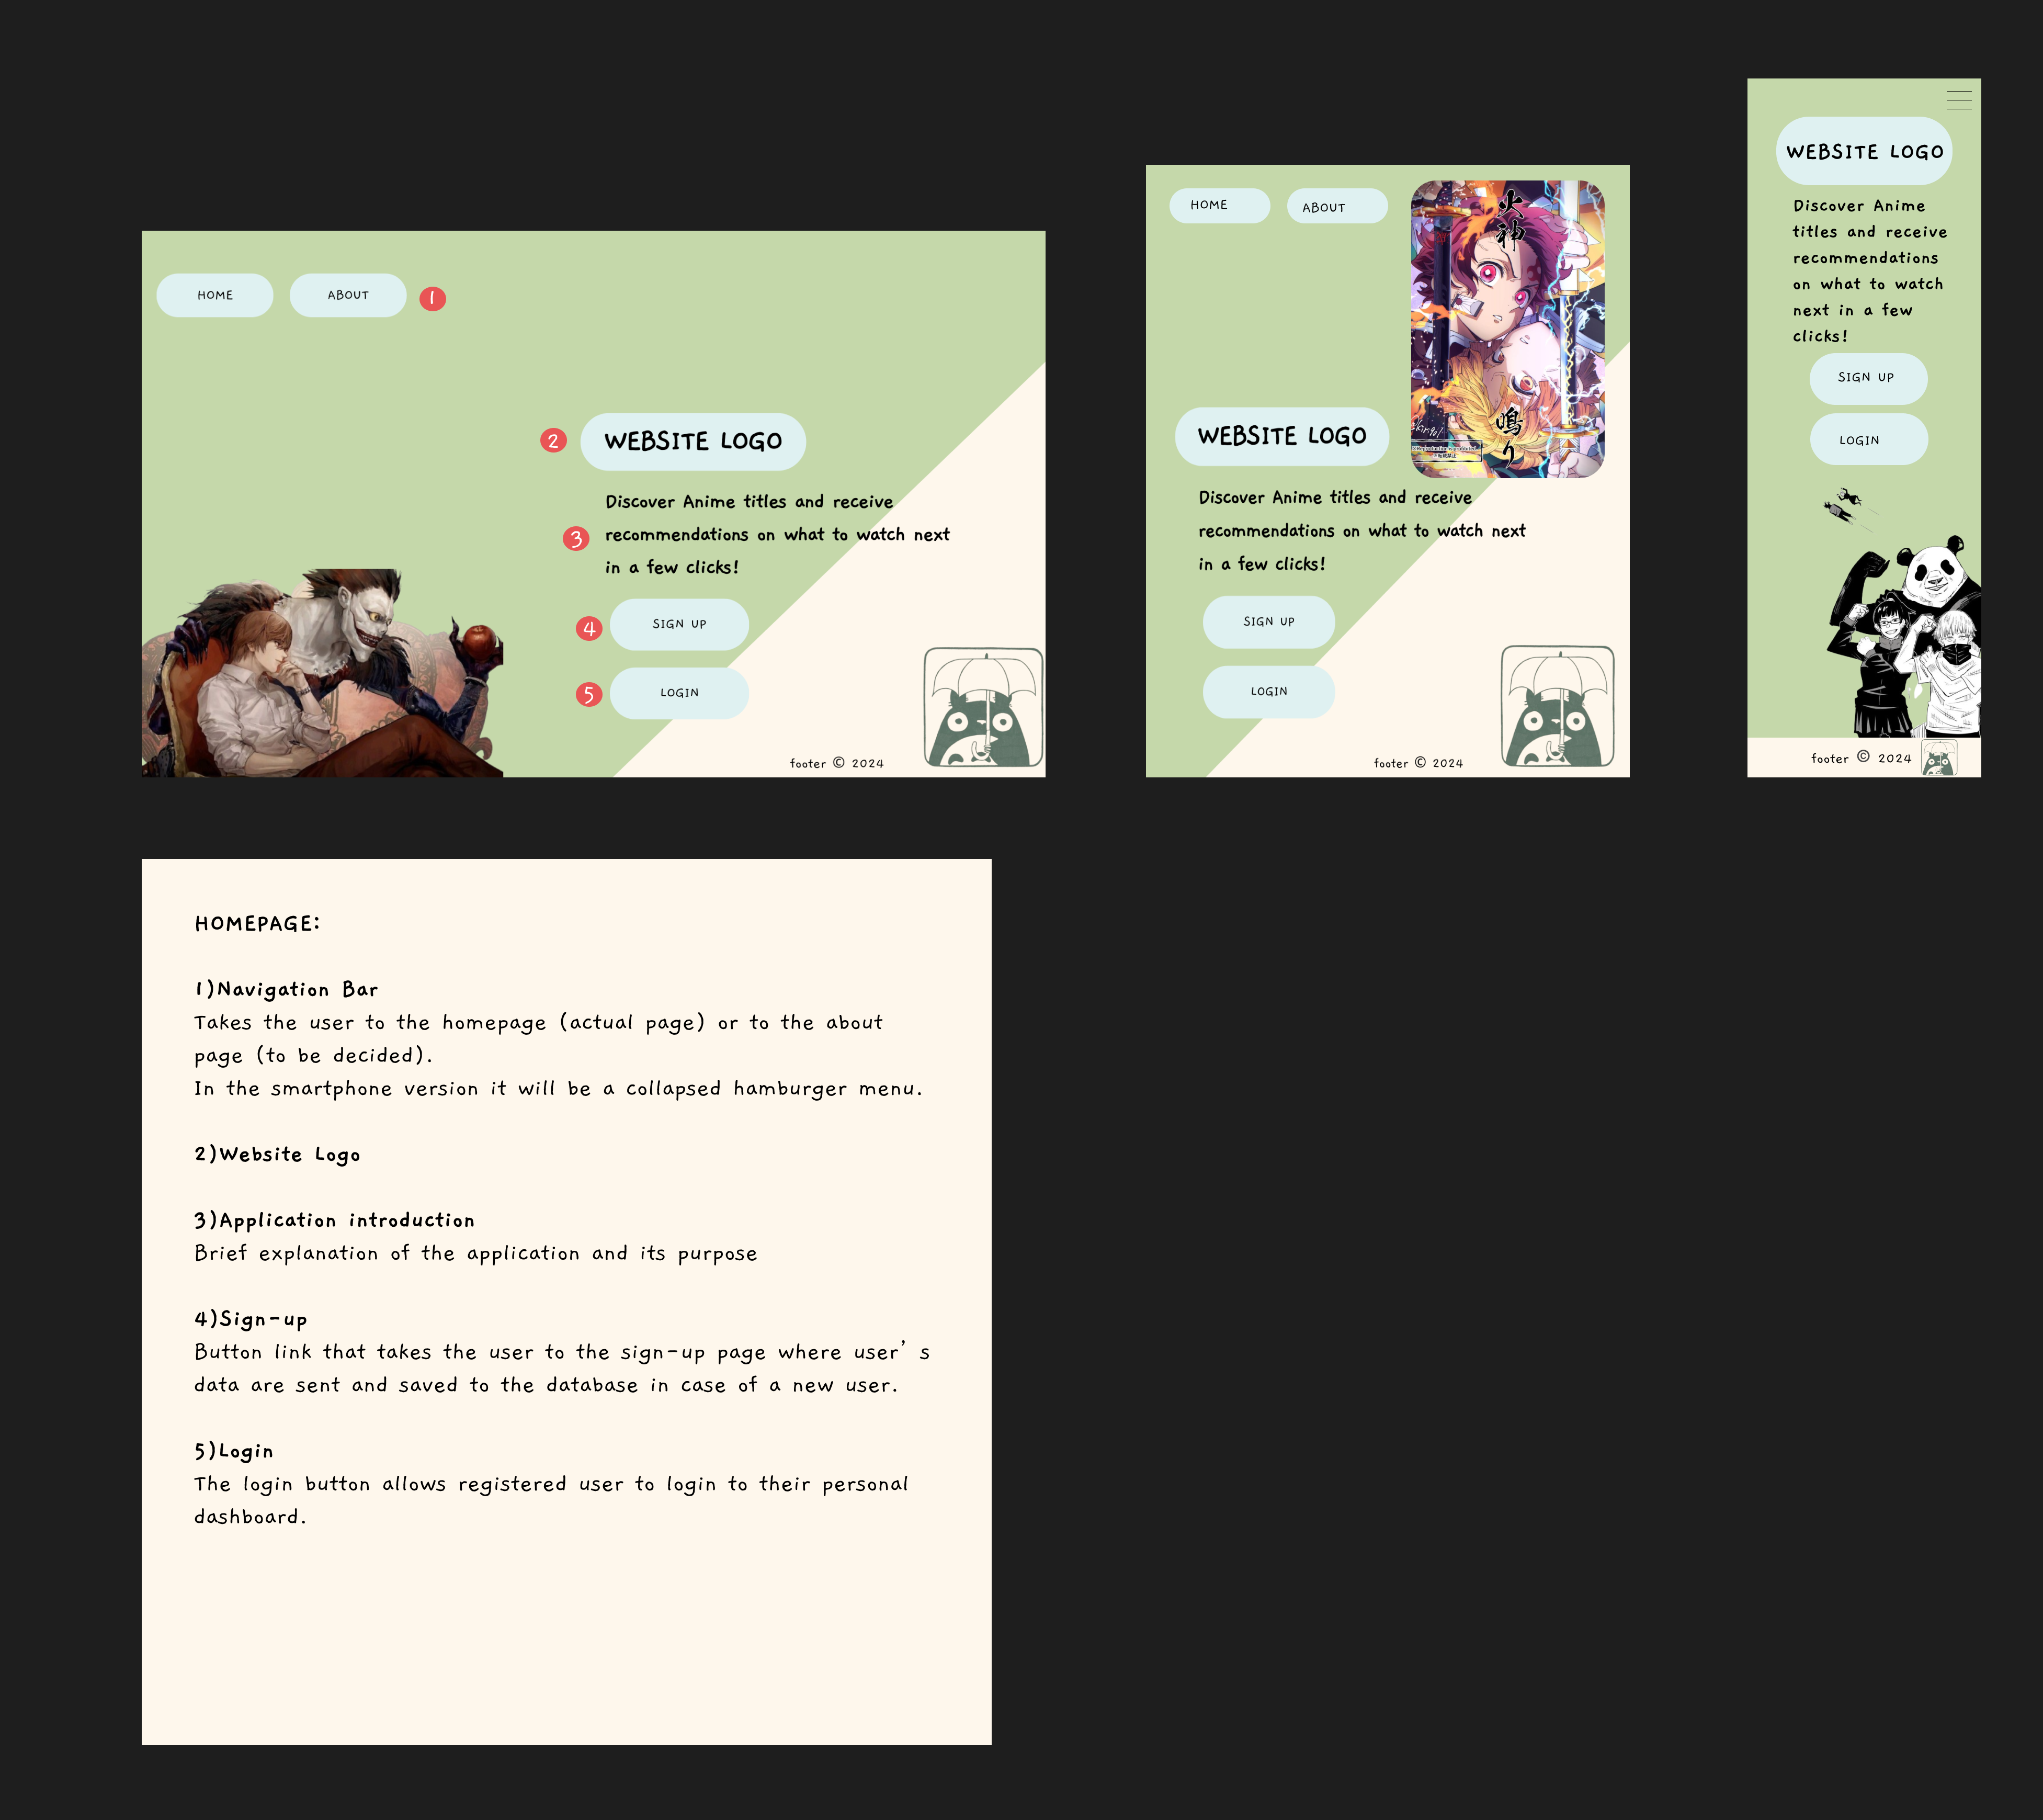 HOME
ABOUT
1
2
WEBSITE LOGO
Discover Anime titles and receive
3
recommendations on what to watch next
in a few clicks!
4
SIGN UP
5
LOGIN
footer © 2024
HOME
ABOUT
火
神
鳴
り
WEBSITE LOGO
Discover Anime titles and receive
recommendations on what to watch next
in a few clicks!
SIGN UP
LOGIN
footer © 2024
WEBSITE LOGO
Discover Anime
titles and receive
recommendations
on what to watch
next in a few
clicks!
SIGN UP
LOGIN
footer © 2024
HOMEPAGE:
1)Navigation Bar
Takes the user to the homepage (actual page) or to the about
page (to be decided).
In the smartphone version it will be a collapsed hamburger menu.
2)Website Logo
3)Application introduction
Brief explanation of the application and its purpose
4)Sign-up
Button link that takes the user to the sign-up page where user' s
data are sent and saved to the database in case of a new user.
5)Login
The login button allows registered user to login to their personal
dashboard.